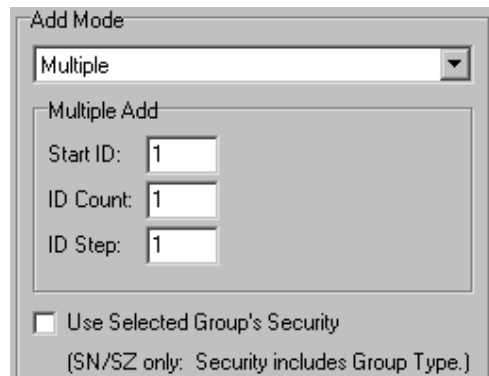 Add Mode
Multiple
Multiple Add
Start ID: 1
ID Count: 1
ID Step: 1
Use Selected Group's Security
(SN/SZ only: Security includes Group Type.)